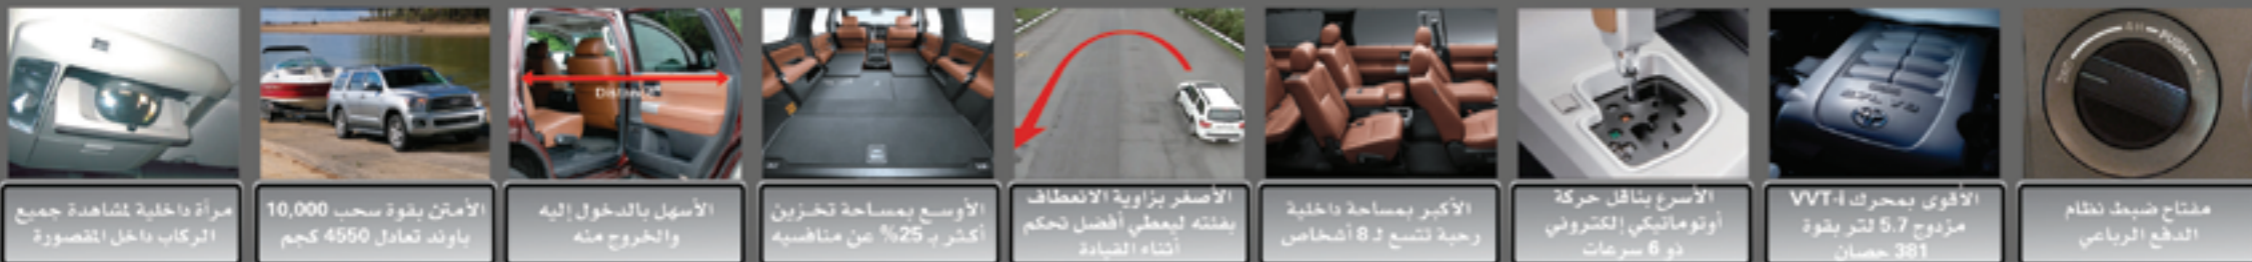 مفتاح ضبط نظام
الدفع الرباعي
الأقوى بمحرك VVT-i
مزدوج 5.7 لتر بقوة
381 حصان
الأسرع بناقل حركة
أوتوماتيكي إلكتروني
ذو 6 سرعات
الأكبر بمساحة داخلية
رحبة تتسع لـ 8 أشخاص
الأصغر بزاوية الانعطاف
بفئته ليعطي أفضل تحكم
أثناء القيادة
الأوسع بمساحة تخزين
أكثر بـ 25% عن منافسيه
Distance
الأسهل بالدخول إليه
والخروج منه
الأمتن بقوة سحب 10,000
باوند تعادل 4550 كجم
مرآة داخلية لمشاهدة جميع
الركاب داخل المقصورة